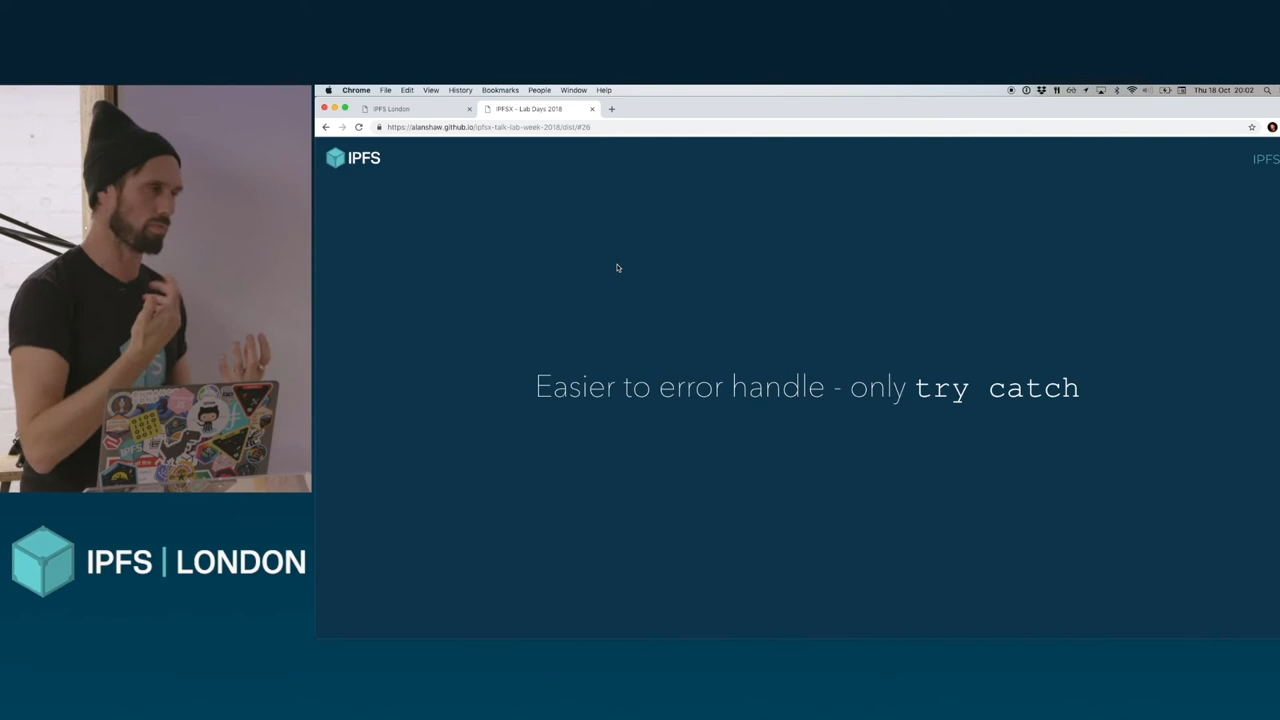 Chrome File Edit View History Bookmarks People Window Help
Thu 18 Oct 20:02
IPFS London
IPFSX - Lab Days 2018
https://alanshaw.github.io/ipfsx-talk-lab-week-2018/dist/#26
IPFS
IPFS
Easier to error handle - only try catch
IPFS | LONDON